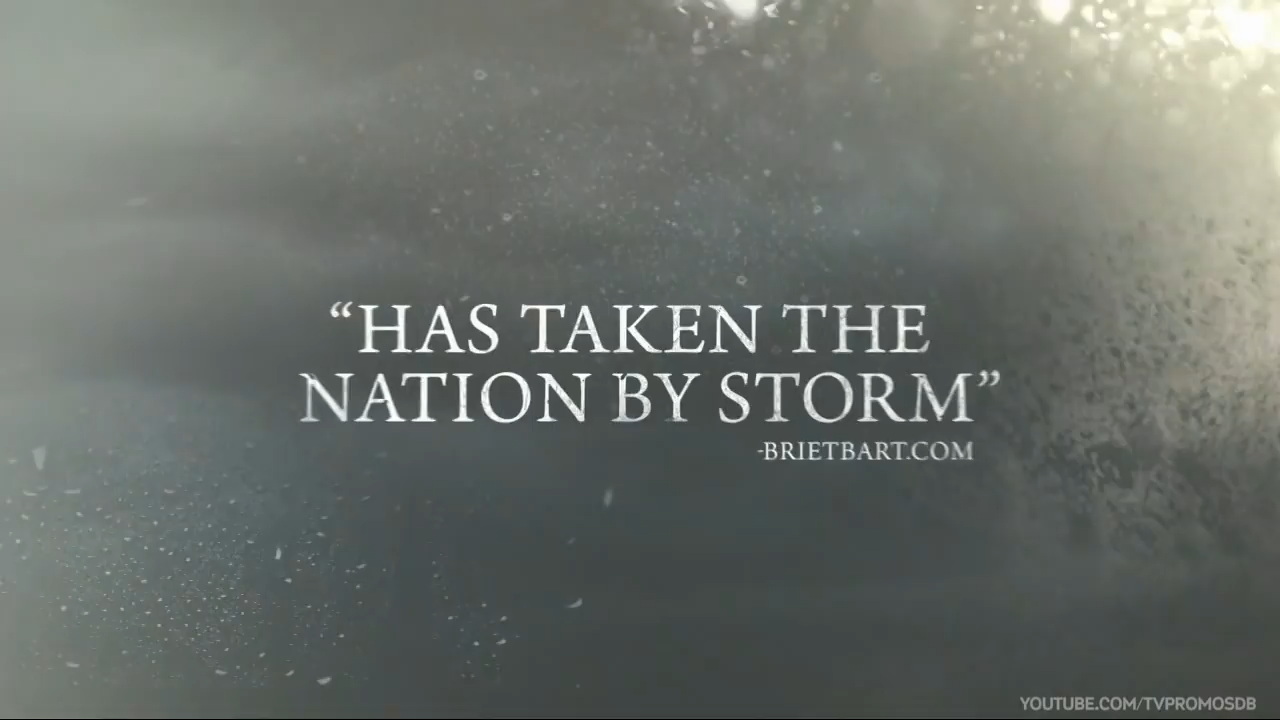 “HAS TAKEN THE
NATION BY STORM”
-BRIETBART.COM
YOUTUBE.COM/TVPROMOSDB